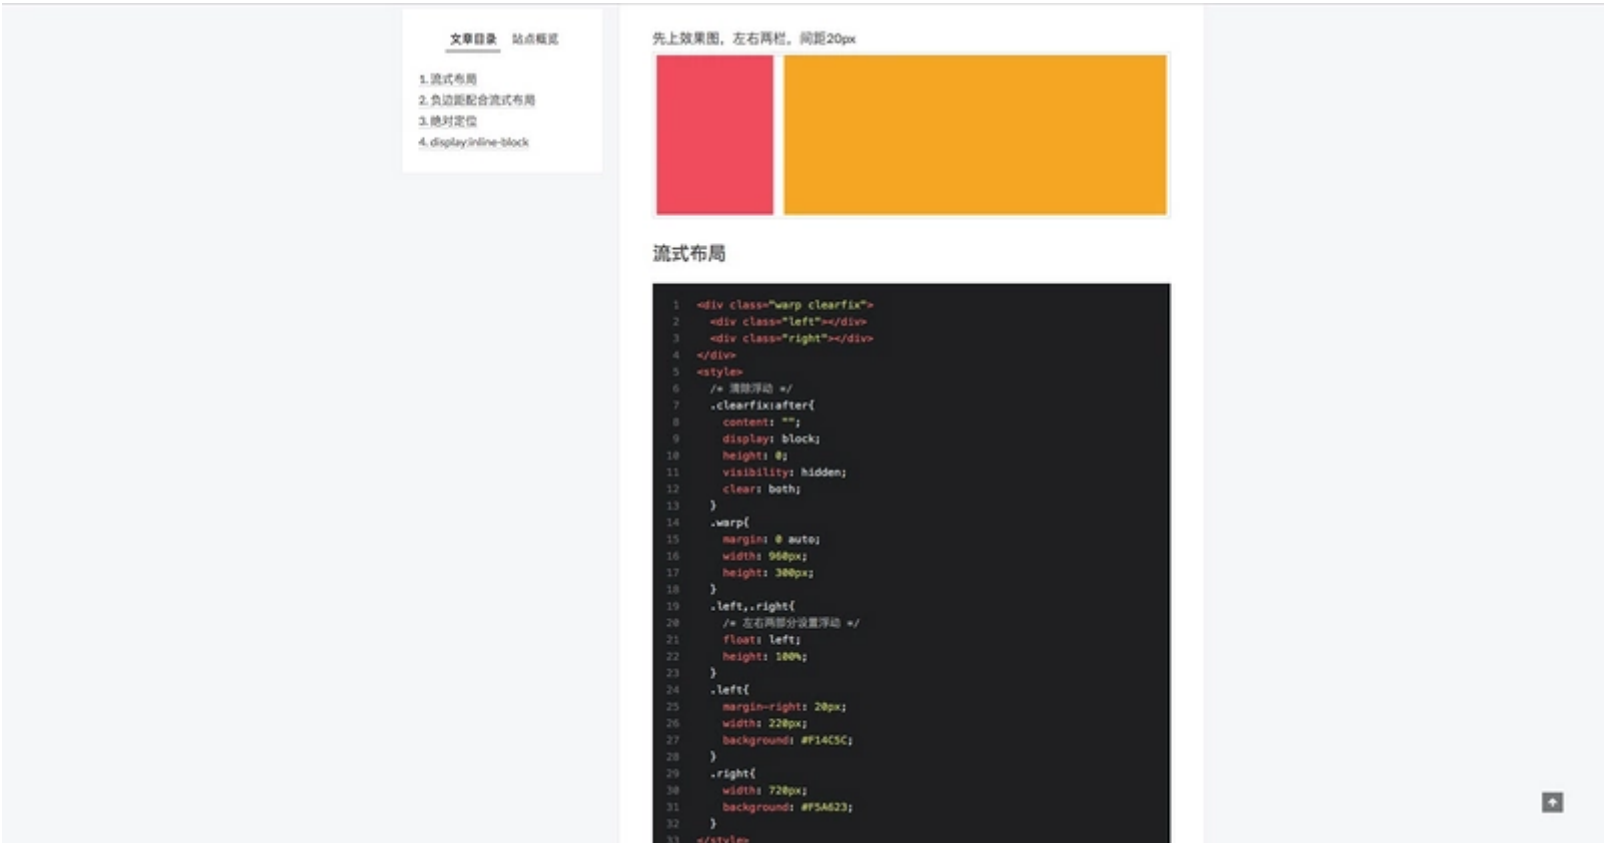 文章目录 站点概览
1. 流式布局
2. 负边距配合流式布局
3. 绝对定位
4. display:inline-block
先上效果图，左右两栏，间距20px
流式布局
1 <div class="warp clearfix">
2 <div class="left"></div>
3 <div class="right"></div>
4 </div>
5 <style>
6 /* 清除浮动 */
7 .clearfix:after{
8 content: "";
9 display: block;
10 height: 0;
11 visibility: hidden;
12 clear: both;
13 }
14 .warp{
15 margin: 0 auto;
16 width: 960px;
17 height: 300px;
18 }
19 .left,.right{
20 /* 左右两部分设置浮动 */
21 float: left;
22 height: 100%;
23 }
24 .left{
25 margin-right: 20px;
26 width: 220px;
27 background: #F14C5C;
28 }
29 .right{
30 width: 720px;
31 background: #F5A623;
32 }
33 </style>